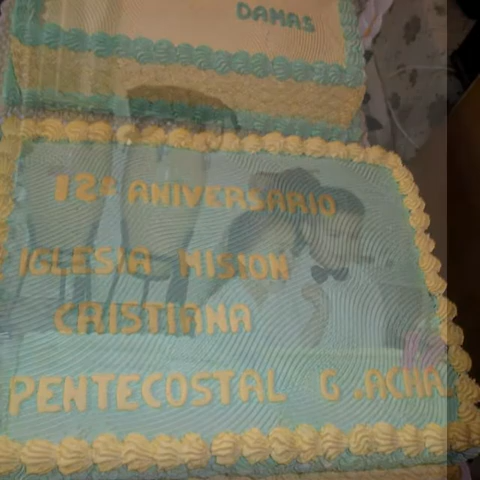 DAMAS
12º ANIVERSARIO
IGLESIA MISION
CRISTIANA
PENTECOSTAL G.ACHA